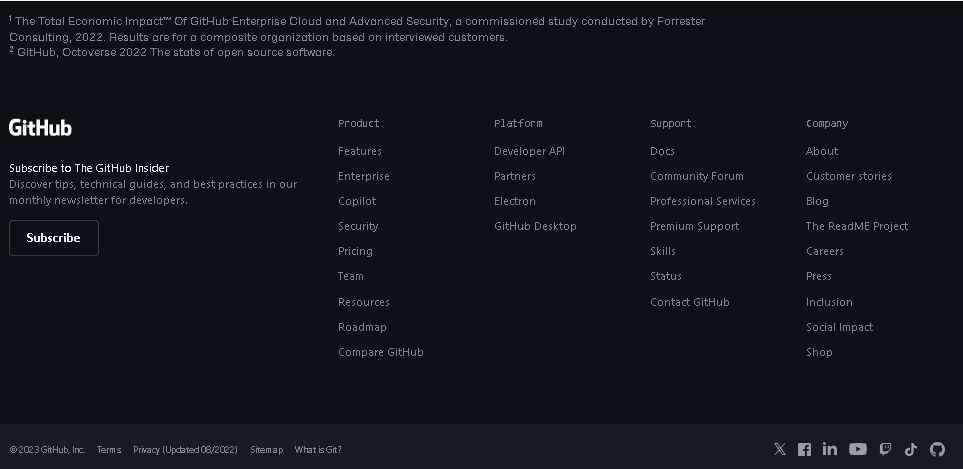 1 The Total Economic Impact™ Of GitHub Enterprise Cloud and Advanced Security, a commissioned study conducted by Forrester
Consulting, 2022. Results are for a composite organization based on interviewed customers.
2 GitHub, Octoverse 2022 The state of open source software.
GitHub
Subscribe to The GitHub Insider
Discover tips, technical guides, and best practices in our
monthly newsletter for developers.
Subscribe
Product
Features
Enterprise
Copilot
Security
Pricing
Team
Resources
Roadmap
Compare GitHub
Platform
Developer API
Partners
Electron
GitHub Desktop
Support
Docs
Community Forum
Professional Services
Premium Support
Skills
Status
Contact GitHub
Company
About
Customer stories
Blog
The ReadME Project
Careers
Press
Inclusion
Social Impact
Shop
© 2023 GitHub, Inc. Terms Privacy (Updated 08/2022) Sitemap What is Git?